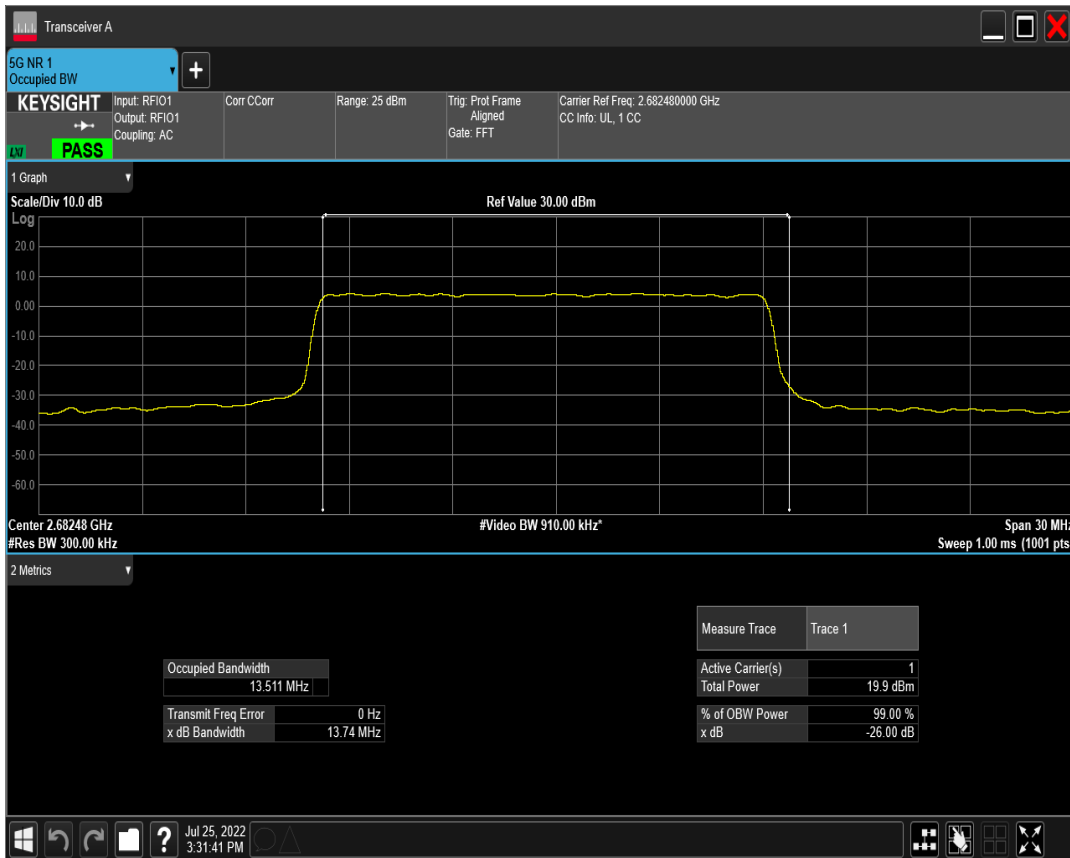 Transceiver A
5G NR 1
Occupied BW
+
KEYSIGHT
LXI
PASS
Input: RFIO1
Output: RFIO1
Coupling: AC
Corr CCorr
Range: 25 dBm
Trig: Prot Frame
Aligned
Gate: FFT
Carrier Ref Freq: 2.682480000 GHz
CC Info: UL, 1 CC
1 Graph
Scale/Div 10.0 dB
Ref Value 30.00 dBm
Log
20.0
10.0
0.00
-10.0
-20.0
-30.0
-40.0
-50.0
-60.0
Center 2.68248 GHz
#Video BW 910.00 kHz*
Span 30 MHz
#Res BW 300.00 kHz
Sweep 1.00 ms (1001 pts
2 Metrics
Measure Trace Trace 1
Occupied Bandwidth
13.511 MHz
Active Carrier(s) 1
Total Power 19.9 dBm
Transmit Freq Error 0 Hz
x dB Bandwidth 13.74 MHz
% of OBW Power 99.00 %
x dB -26.00 dB
?
Jul 25, 2022
3:31:41 PM